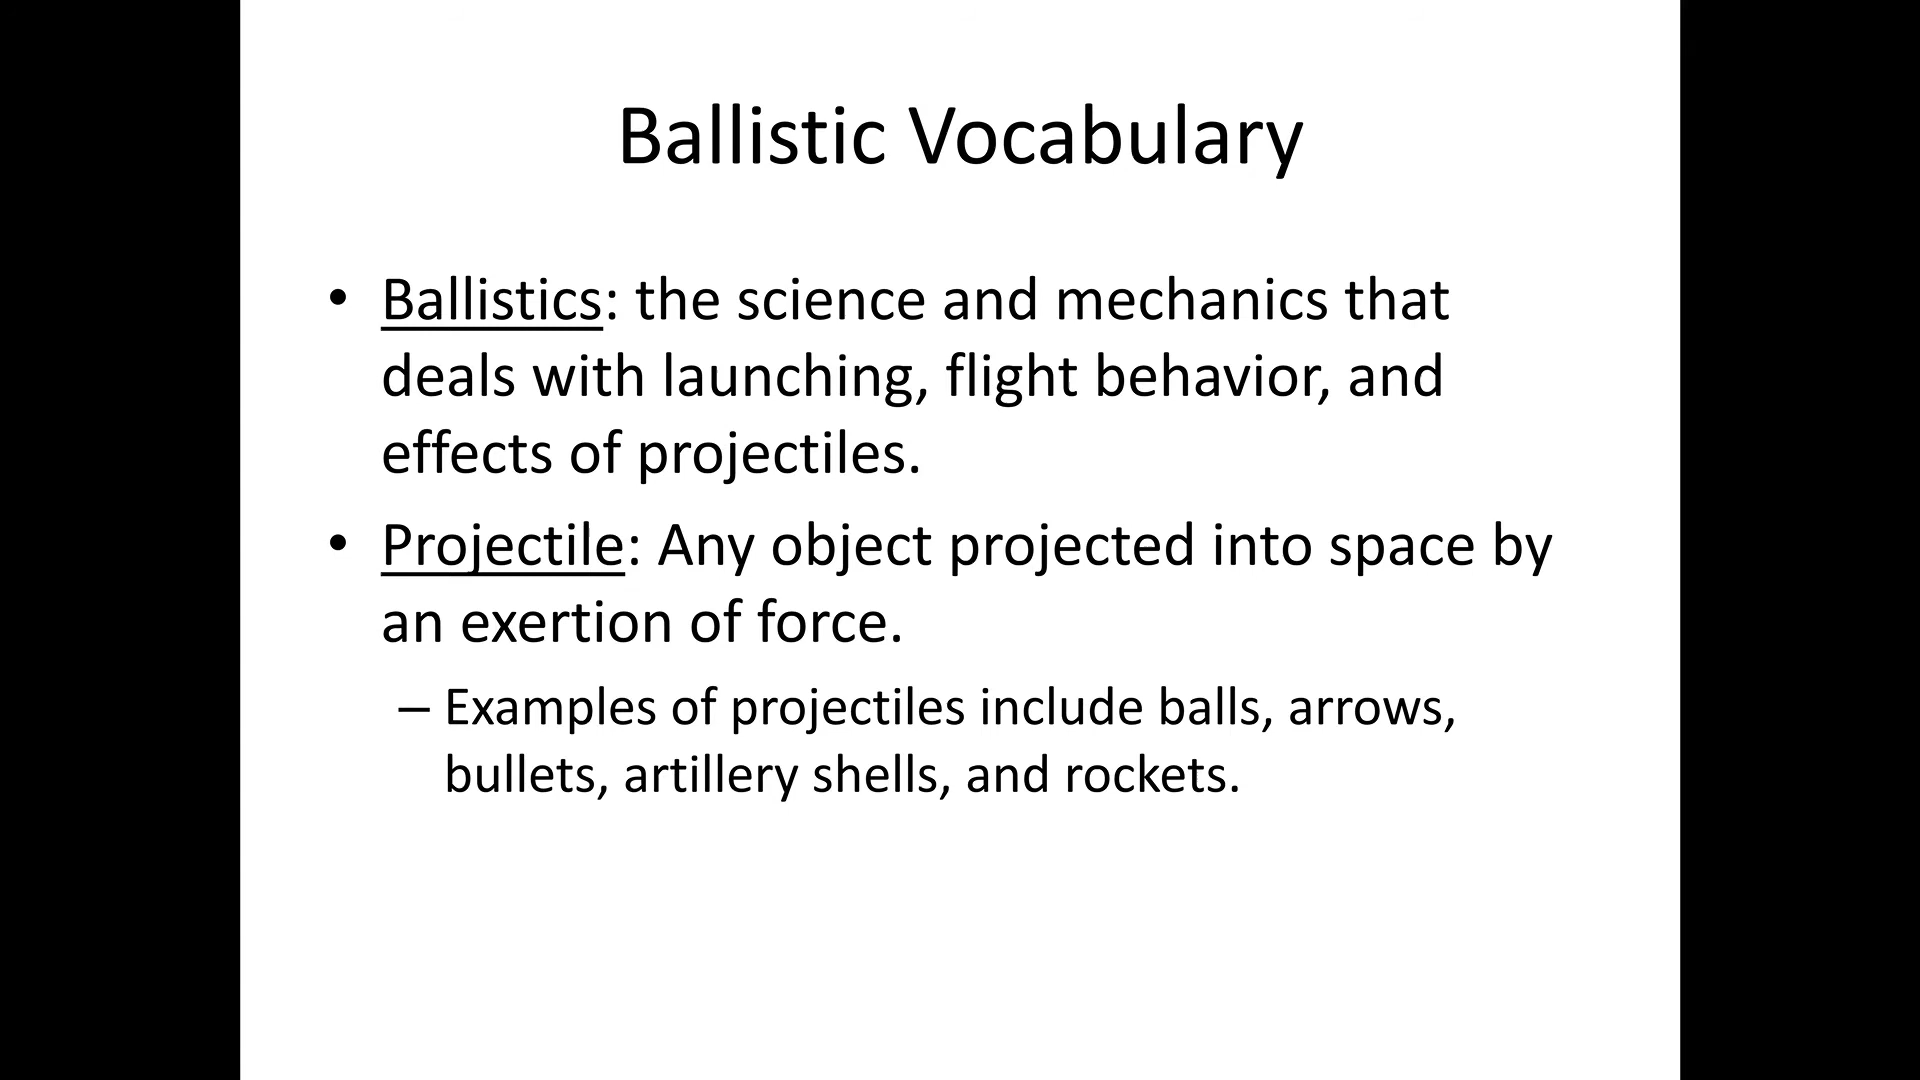 Ballistic Vocabulary
• Ballistics: the science and mechanics that
deals with launching, flight behavior, and
effects of projectiles.
• Projectile: Any object projected into space by
an exertion of force.
– Examples of projectiles include balls, arrows,
bullets, artillery shells, and rockets.